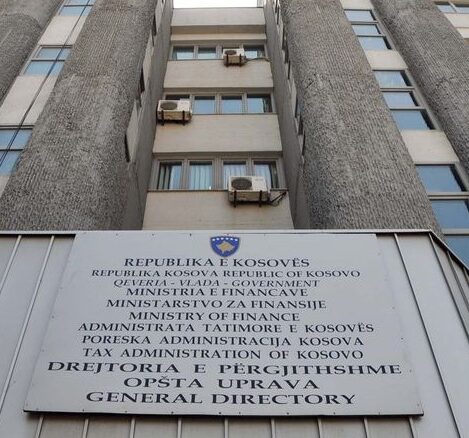 REPUBLIKA E KOSOVËS
REPUBLIKA KOSOVA REPUBLIC OF KOSOVO
QEVERIA - VLADA - GOVERNMENT
MINISTRIA E FINANCAVE
MINISTARSTVO ZA FINANSIJE
MINISTRY OF FINANCE
ADMINISTRATA TATIMORE E KOSOVËS
PORESKA ADMINISTRACIJA KOSOVA
TAX ADMINISTRATION OF KOSOVO
DREJTORIA E PËRGJITHSHME
OPŠTA UPRAVA
GENERAL DIRECTORY